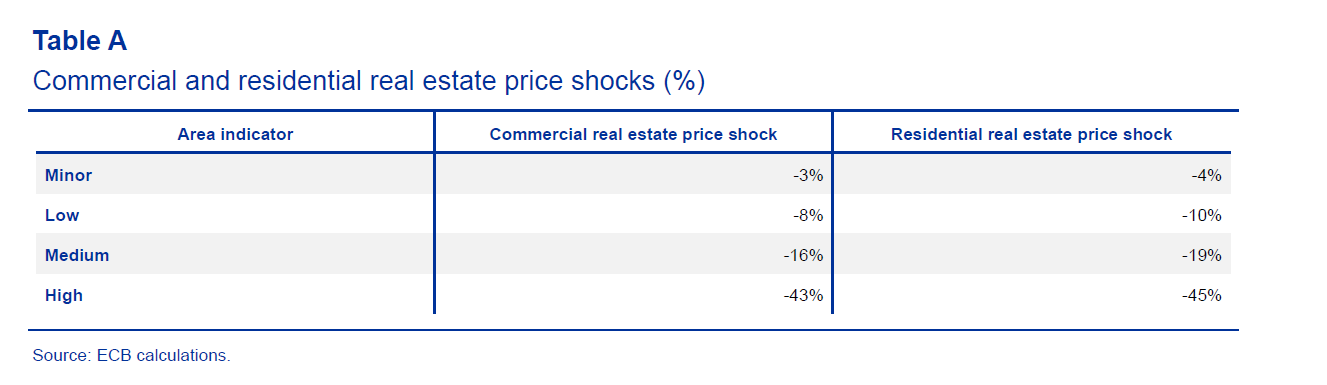 Table A
Commercial and residential real estate price shocks (%)
Area indicator Commercial real estate price shock Residential real estate price shock
Minor -3% -4%
Low -8% -10%
Medium -16% -19%
High -43% -45%
Source: ECB calculations.